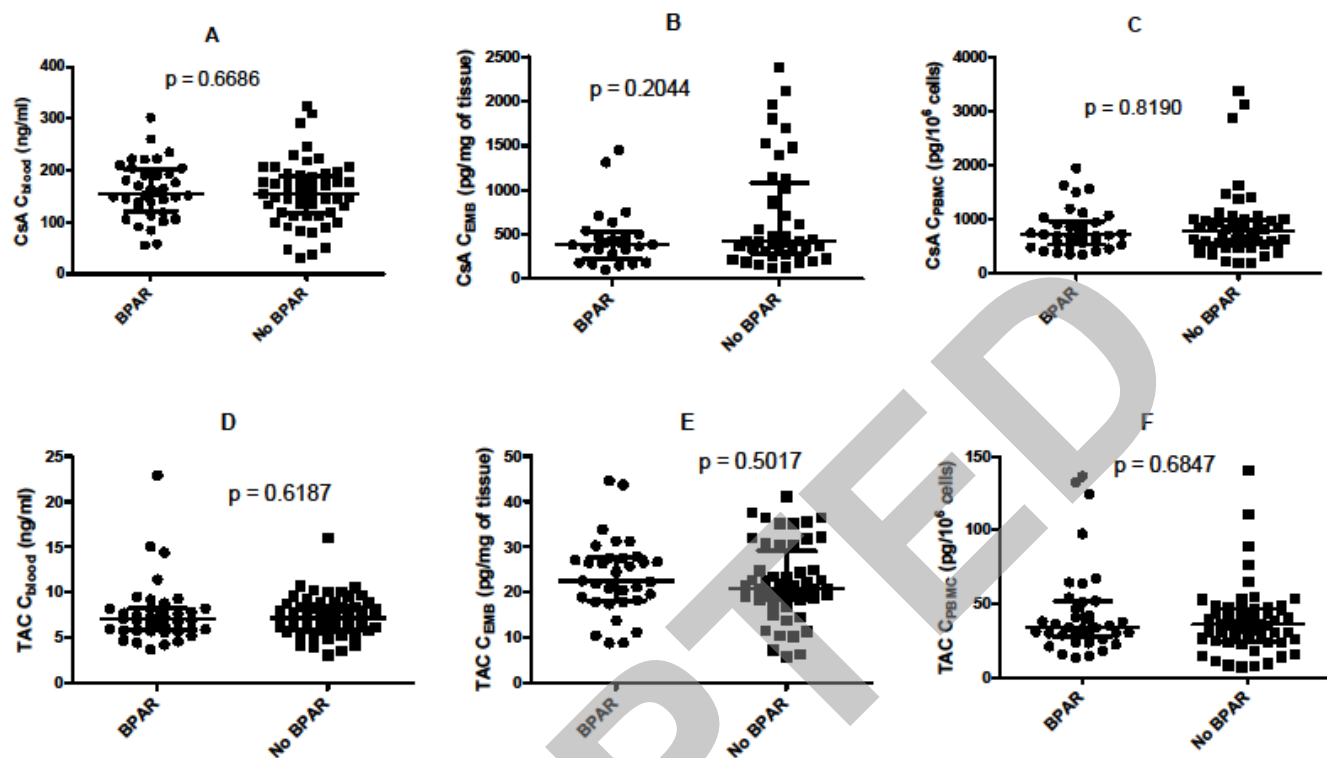 A
CsA C_blood (ng/ml)
400
300
200
100
0
p = 0.6686
BPAR
No BPAR
B
CsA C_EMB (pg/mg of tissue)
2500
2000
1500
1000
500
0
p = 0.2044
BPAR
No BPAR
C
CsA C_PBMC (pg/10^6 cells)
4000
3000
2000
1000
0
p = 0.8190
BPAR
No BPAR
D
TAC C_blood (ng/ml)
25
20
15
10
5
0
p = 0.6187
BPAR
No BPAR
E
TAC C_EMB (pg/mg of tissue)
50
40
30
20
10
0
p = 0.5017
BPAR
No BPAR
F
TAC C_PBMC (pg/10^6 cells)
150
100
50
0
p = 0.6847
BPAR
No BPAR
PTED